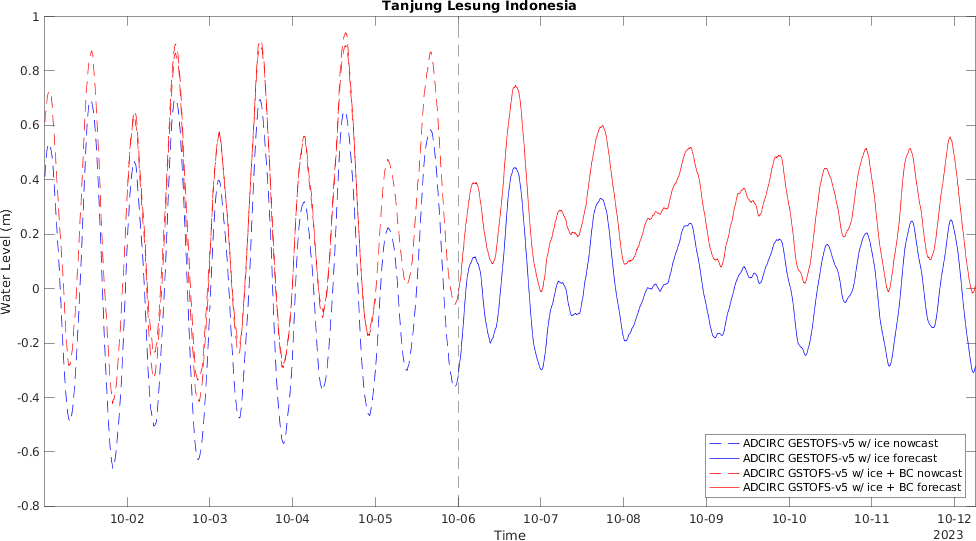 Tanjung Lesung Indonesia
1
0.8
0.6
0.4
0.2
0
-0.2
-0.4
-0.6
-0.8
Water Level (m)
ADCIRC GESTOFS-v5 w/ ice nowcast
ADCIRC GESTOFS-v5 w/ ice forecast
ADCIRC GSTOFS-v5 w/ ice + BC nowcast
ADCIRC GSTOFS-v5 w/ ice + BC forecast
10-02 10-03 10-04 10-05 10-06 10-07 10-08 10-09 10-10 10-11 10-12
2023
Time